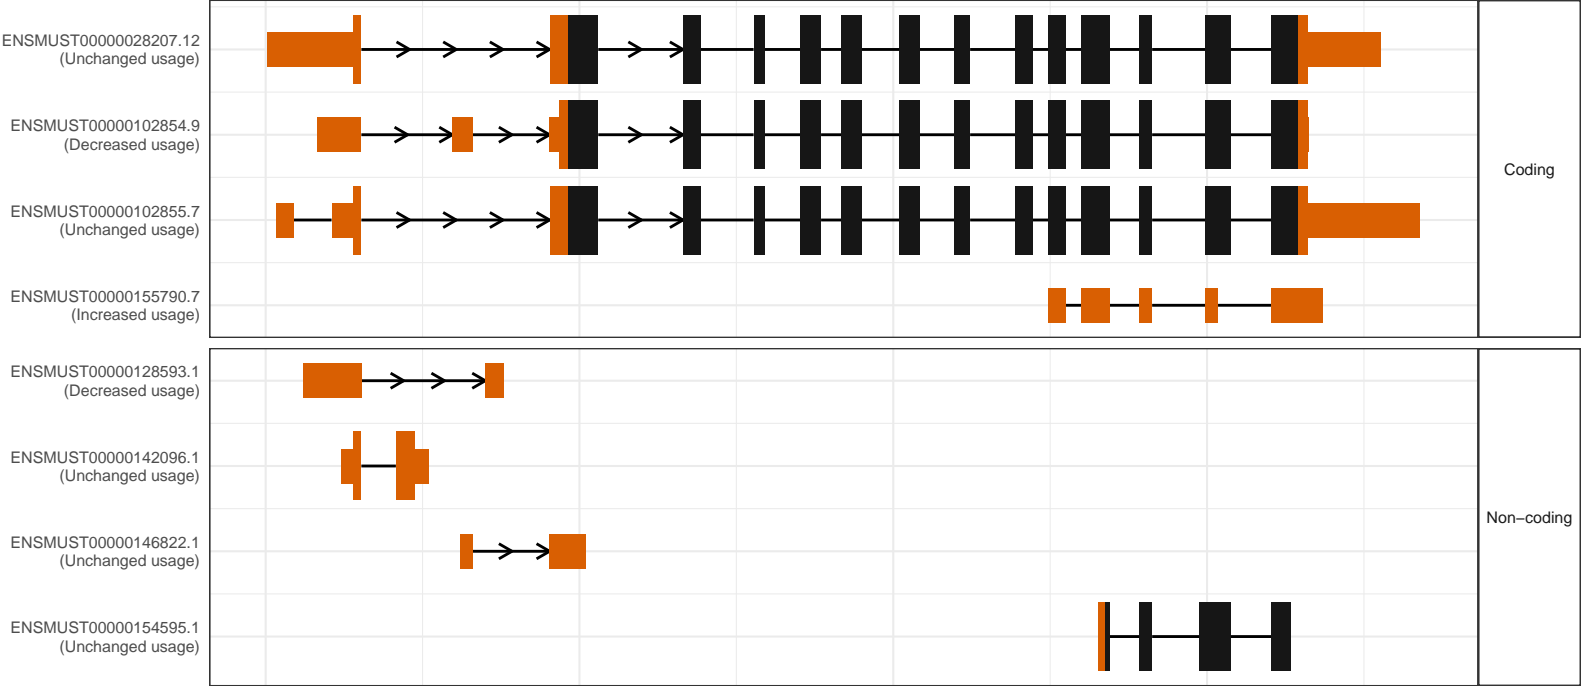 ENSMUST00000028207.12
(Unchanged usage)
ENSMUST00000102854.9
(Decreased usage)
ENSMUST00000102855.7
(Unchanged usage)
ENSMUST00000155790.7
(Increased usage)
Coding
ENSMUST00000128593.1
(Decreased usage)
ENSMUST00000142096.1
(Unchanged usage)
ENSMUST00000146822.1
(Unchanged usage)
ENSMUST00000154595.1
(Unchanged usage)
Non−coding